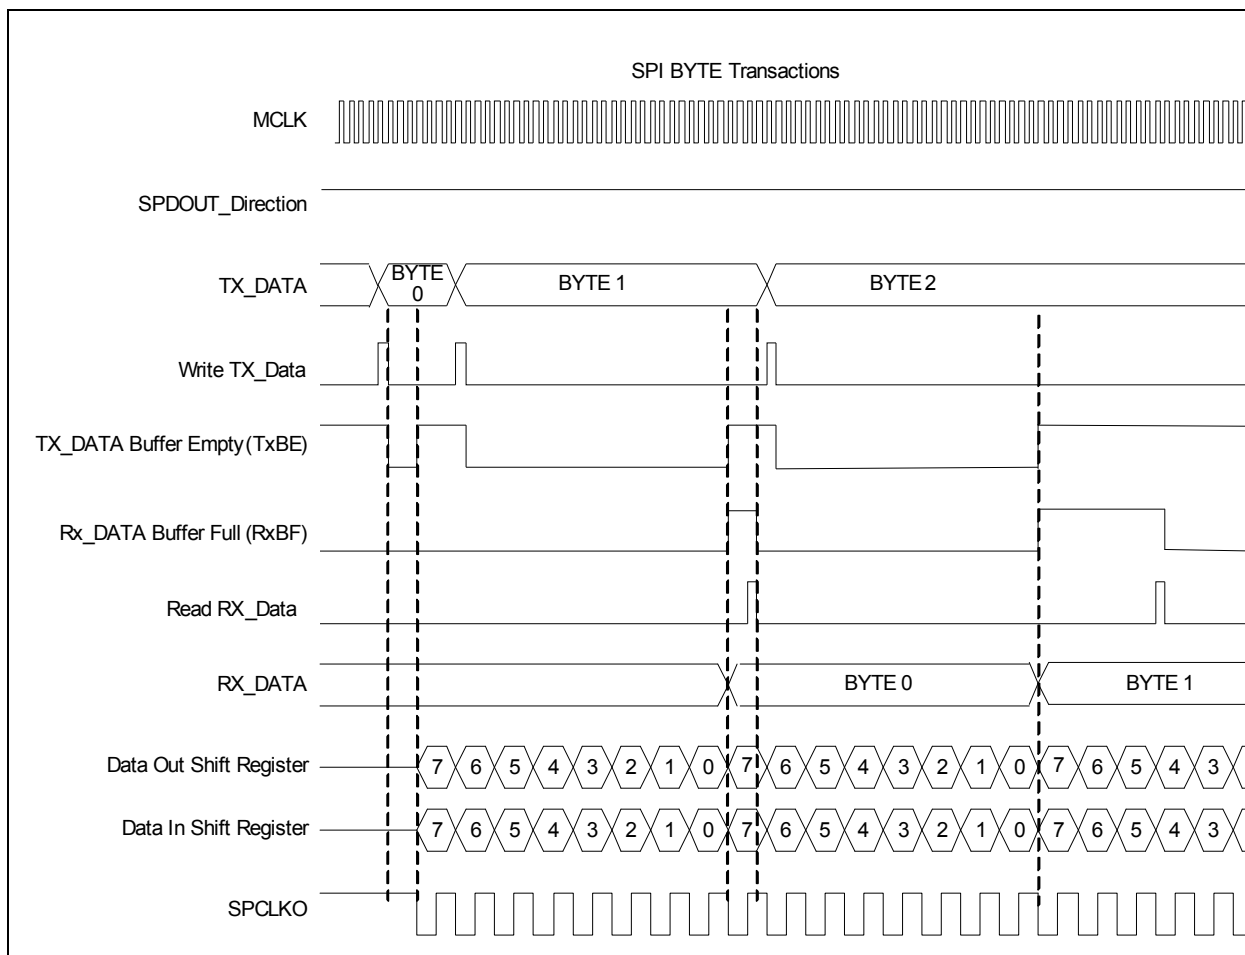 SPI BYTE Transactions
MCLK
SPDOUT_Direction
TX_DATA BYTE 0 BYTE 1 BYTE 2
Write TX_Data
TX_DATA Buffer Empty (TxBE)
Rx_DATA Buffer Full (RxBF)
Read RX_Data
RX_DATA BYTE 0 BYTE 1
Data Out Shift Register 7 6 5 4 3 2 1 0 7 6 5 4 3 2 1 0 7 6 5 4 3
Data In Shift Register 7 6 5 4 3 2 1 0 7 6 5 4 3 2 1 0 7 6 5 4 3
SPCLKO